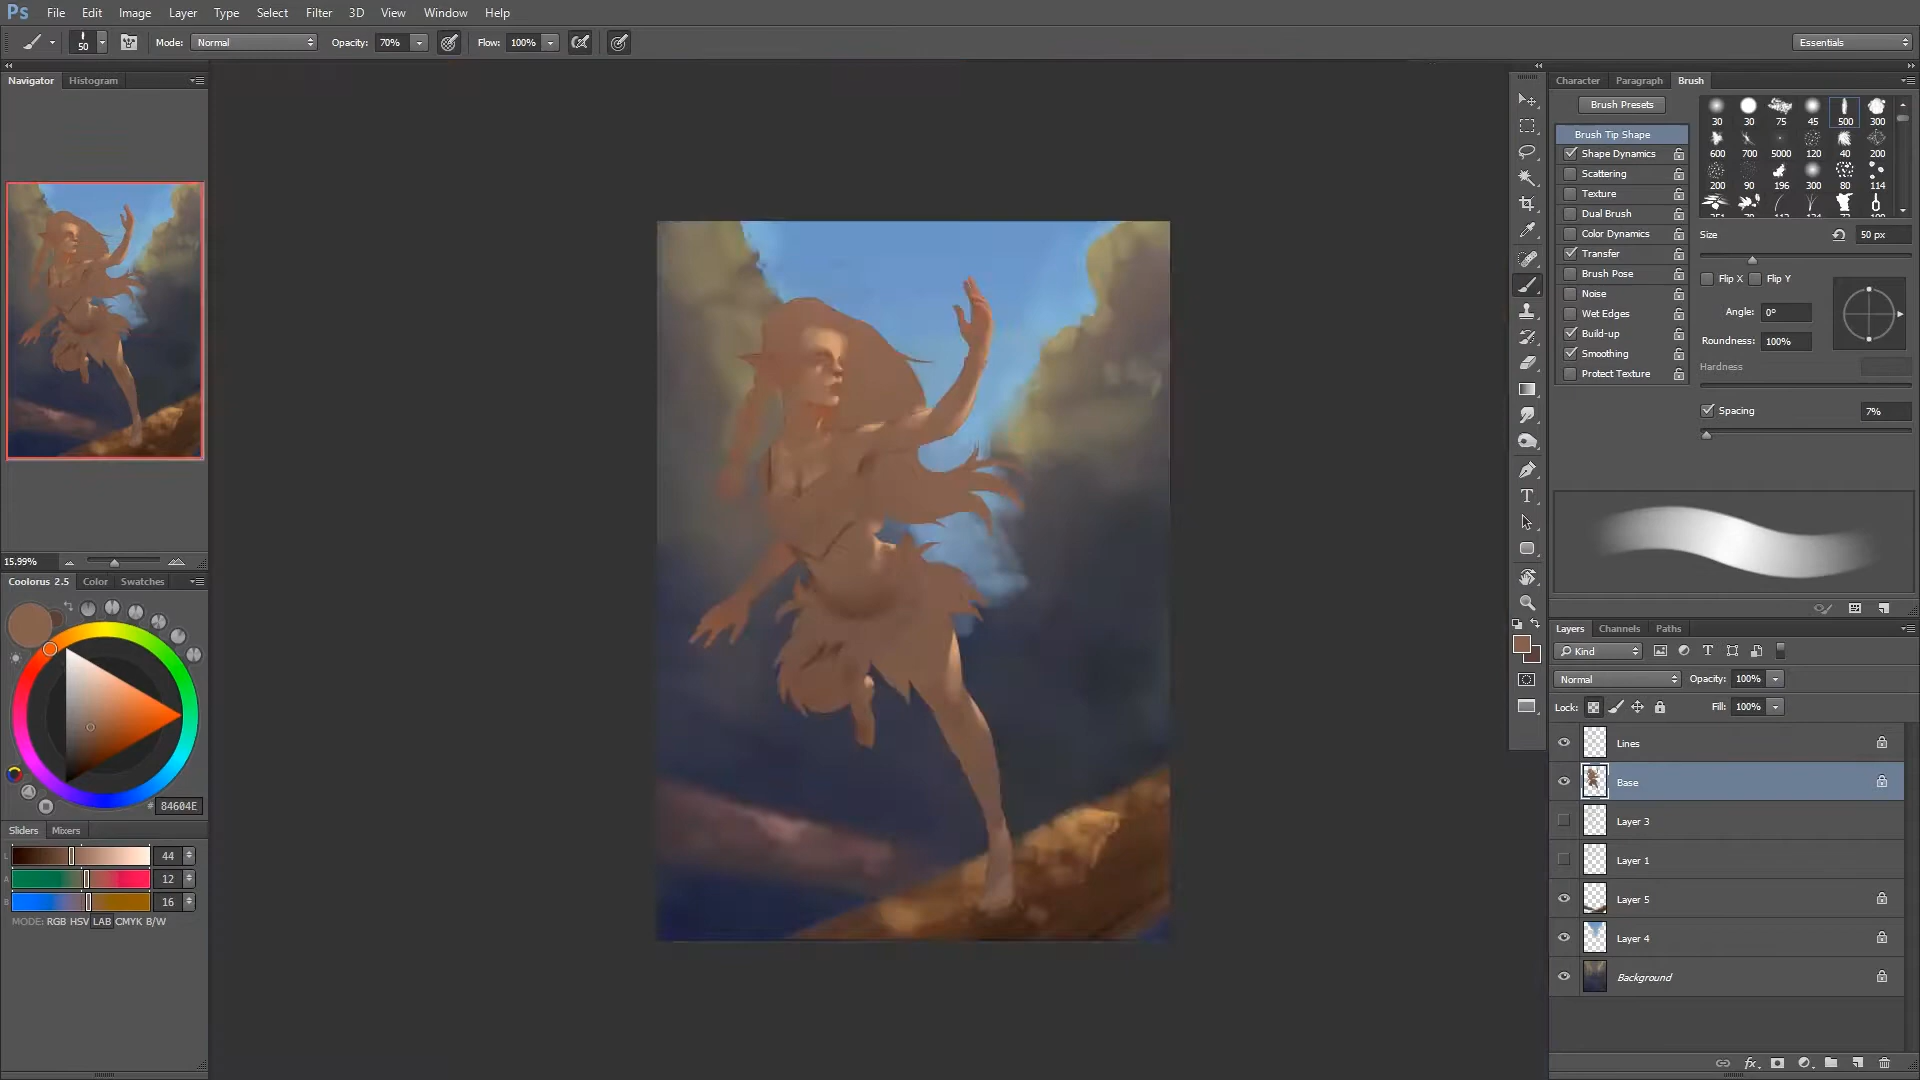 Ps File Edit Image Layer Type Select Filter 3D View Window Help
50 Mode: Normal Opacity: 70% Flow: 100% Essentials
Navigator Histogram
15.99%
Coolorus 2.5 Color Swatches
# 84604E
Sliders Mixers
L 44
A 12
B 16
MODE: RGB HSV LAB CMYK B/W
T
Character Paragraph Brush
Brush Presets
Brush Tip Shape
Shape Dynamics
Scattering
Texture
Dual Brush
Color Dynamics
Transfer
Brush Pose
Noise
Wet Edges
Build-up
Smoothing
Protect Texture
30 30 75 45 500 300
600 700 5000 120 40 200
200 90 196 300 80 114
Size 50 px
Flip X Flip Y
Angle: 0°
Roundness: 100%
Hardness
Spacing 7%
Layers Channels Paths
Kind T
Normal Opacity: 100%
Lock: Fill: 100%
Lines
Base
Layer 3
Layer 1
Layer 5
Layer 4
Background
fx